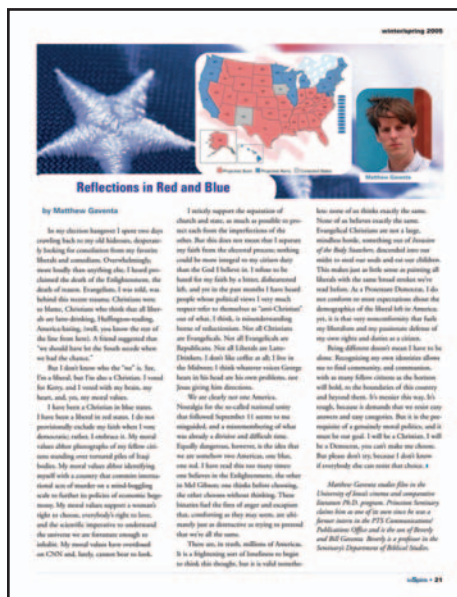 winter/spring 2005
Matthew Gaventa
Reflections in Red and Blue
by Matthew Gaventa
In my election hangover I spent two days
crawling back to my old hideouts, desperate-
ly looking for consolation from my favorite
liberals and comedians. Overwhelmingly,
most loudly than anything else, I heard pro-
claimed the death of the Enlightenment, the
death of reason. Evangelism, I was told, was
behind this recent trauma. Christians were
to blame, Christians who think that all liber-
als are latte-drinking, Huffington-reading,
America-hating, (well, you know the rest of
the line from here). A friend suggested that
"we should have let the South secede when
we had the chance."
But I don't know who the "we" is. See,
I'm a liberal, but I'm also a Christian. I voted
for Kerry, and I voted with my brain, my
heart, and, yes, my moral values.
I have been a Christian in blue states.
I have been a liberal in red states. I do not
provisionally exclude my faith when I vote
democratic; rather, I embrace it. My moral
values abhor photographs of my fellow citi-
zens standing over tortured piles of Iraqi
bodies. My moral values abhor identifying
myself with a country that commits interna-
tional acts of murder on a mind-boggling
scale to further its policies of economic hege-
mony. My moral values support a woman's
right to choose, everybody's right to love,
and the scientific imperative to understand
the universe we are fortunate enough to
inhabit. My moral values have overdosed
on CNN and, lately, cannot bear to look.
I nicely support the separation of
church and state, as much as possible to pro-
tect each from the imperfections of the
other. But this does not mean that I separate
my faith from the electoral process; nothing
could be more integral to my citizen duty
than the God I believe in. I refuse to be
hated for my faith by a bitter, disheartened
left, and yet in the past months I have heard
people whose political views I very much
respect refer to themselves as "anti-Christian"
out of what, I think, is misunderstanding
borne of reductionism. Not all Christians
are Evangelicals. Not all Evangelicals are
Republicans. Not all Liberals are Latte-
Drinkers. I don't like coffee at all; I live in
the Midwest; I think whatever voices George
hears in his head are his own problems, not
Jesus giving him directions.
We are clearly not one America.
Nostalgia for the so-called national unity
that followed September 11 seems to me
misguided, and a misremembering of what
was already a divisive and difficult time.
Equally dangerous, however, is the idea that
we are somehow two Americas, one blue,
one red. I have read this too many times:
one believes in the Enlightenment, the other
in Mel Gibson; one thinks before choosing,
the other chooses without thinking. These
binaries fuel the fires of anger and escapism
that, comforting as they may seem, are ulti-
mately just as destructive as trying to pretend
that we're all the same.
There are, in truth, millions of Americas.
It is a frightening sort of loneliness to begin
to think this thought, but it is valid nonethe-
less: none of us thinks exactly the same.
None of us believes exactly the same.
Evangelical Christians are not a large,
mindless horde, something out of Invasion
of the Body Snatchers, descended into our
midst to steal our souls and eat our children.
This makes just as little sense as painting all
liberals with the same broad strokes we've
read before. As a Protestant Democrat, I do
not conform to most expectations about the
demographics of the liberal left in America;
yet, it is that very nonconformity that fuels
my liberalism and my passionate defense of
my own rights and duties as a citizen.
Being different doesn't mean I have to be
alone. Recognizing my own identities allows
me to find community, and communion,
with as many fellow citizens as the horizon
will hold, to the boundaries of this country
and beyond them. It's messier this way. It's
tough, because it demands that we resist easy
answers and easy categories. But it is the pre-
requisite of a genuinely moral politics, and it
must be our goal. I will be a Christian. I will
be a Democrat, you can't make me choose.
But please don't try, because I don't know
if everybody else can resist that choice.
Matthew Gaventa studies film in the
University of Iowa's cinema and comparative
literature Ph.D. program. Princeton Seminary
claims him as one of its own since he was a
former intern in the PTS Communications/
Publications Office and is the son of Beverly
and Bill Gaventa. Beverly is a professor in the
Seminary's Department of Biblical Studies.
inSpire • 21